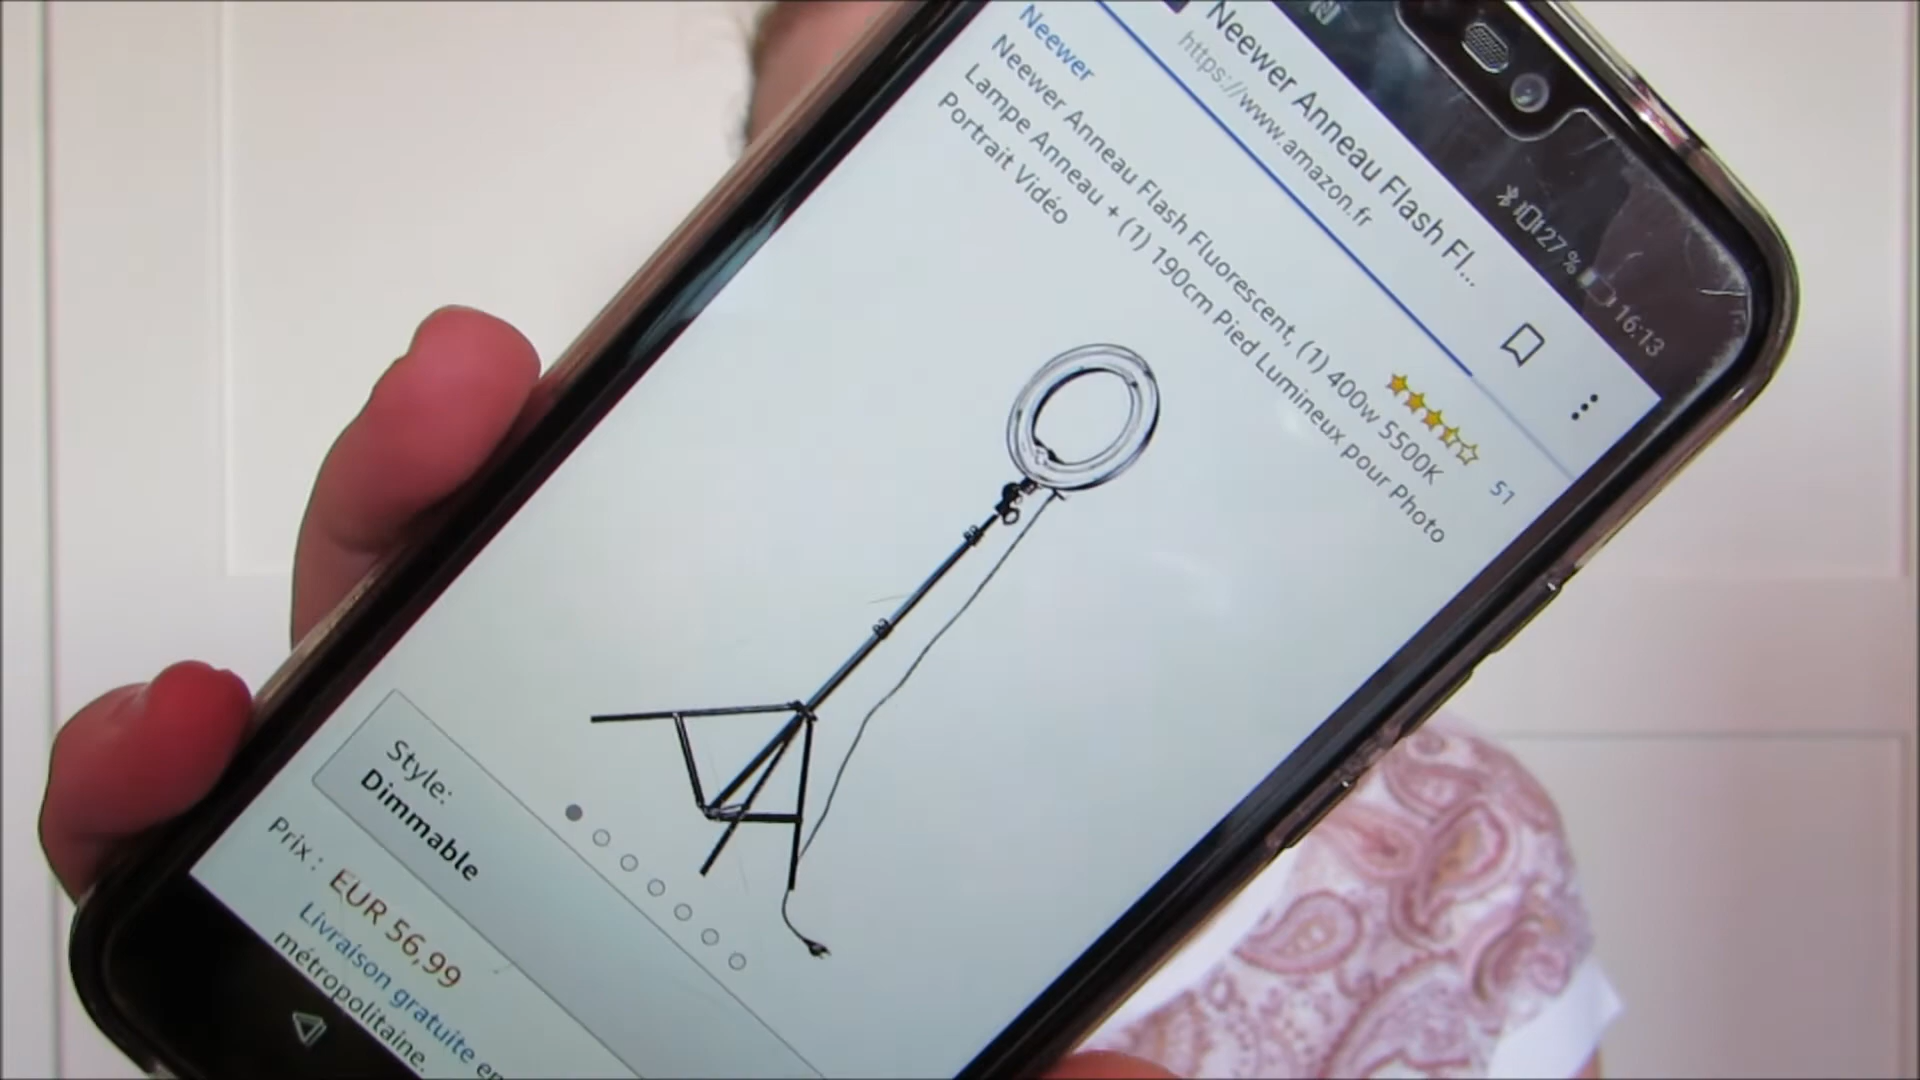 27% 16:13
Neewer Anneau Flash Fl...
https://www.amazon.fr
Neewer
51
Neewer Anneau Flash Fluorescent, (1) 400w 5500K
Lampe Anneau + (1) 190cm Pied Lumineux pour Photo
Portrait Vidéo
Style:
Dimmable
Prix : EUR 56,99
Livraison gratuite en
métropolitaine.